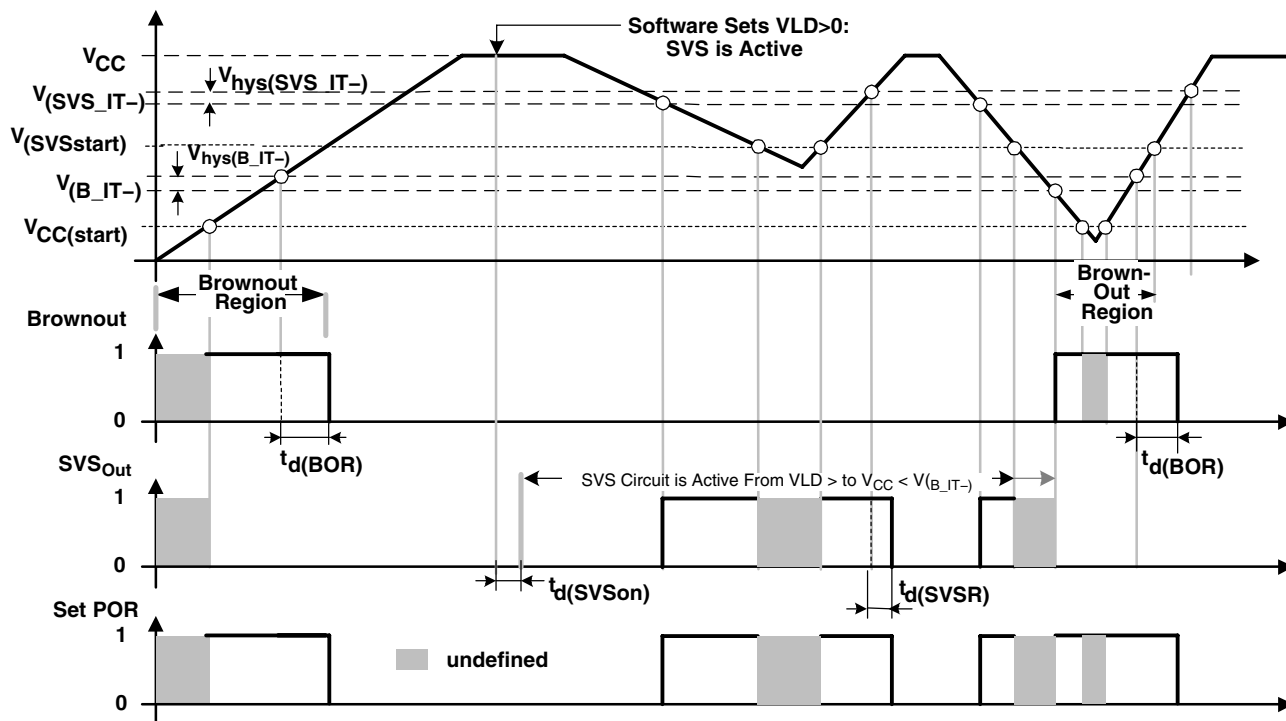 Software Sets VLD>0:
SVS is Active
VCC
Vhys(SVS_IT–)
V(SVS_IT–)
V(SVSstart)
Vhys(B_IT–)
V(B_IT–)
VCC(start)
Brownout
Region
Brown-
Out
Region
Brownout
1
0
td(BOR)
td(BOR)
SVSOut
SVS Circuit is Active From VLD > to VCC < V(B_IT–)
1
0
td(SVSon)
td(SVSR)
Set POR
1
undefined
0